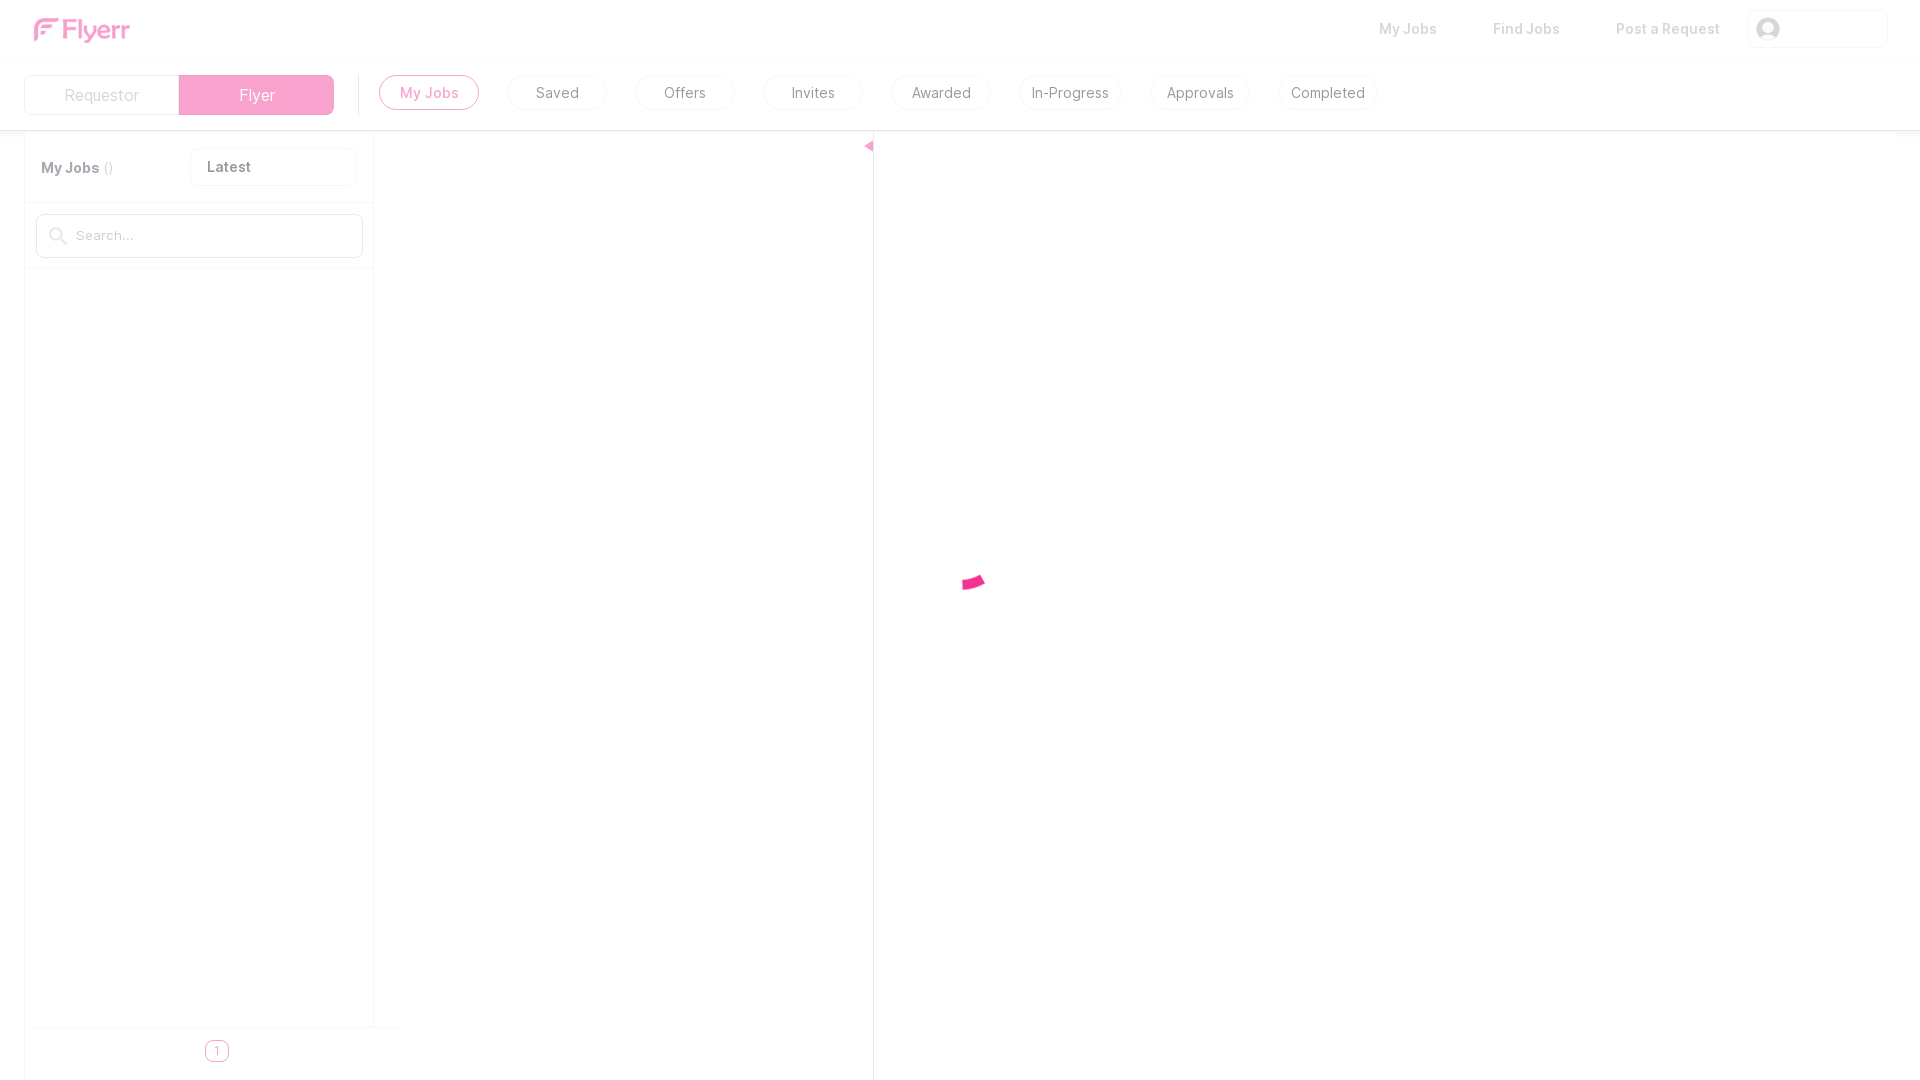 Flyerr
My Jobs
Find Jobs
Post a Request
Requestor
Flyer
My Jobs
Saved
Offers
Invites
Awarded
In-Progress
Approvals
Completed
My Jobs ()
Latest
Search...
1